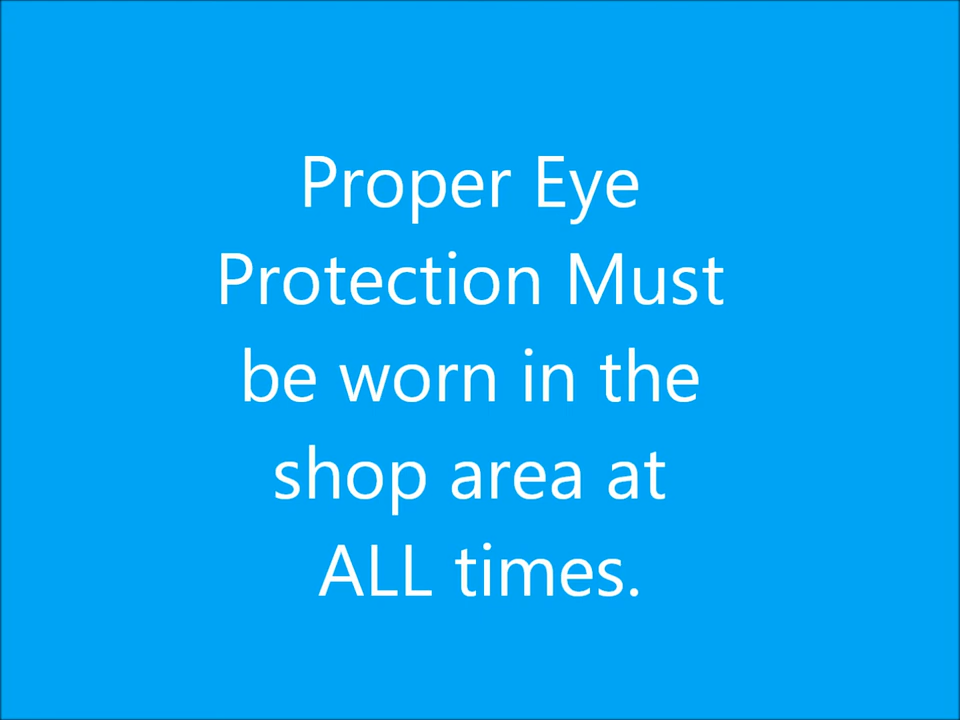 Proper Eye
Protection Must
be worn in the
shop area at
ALL times.